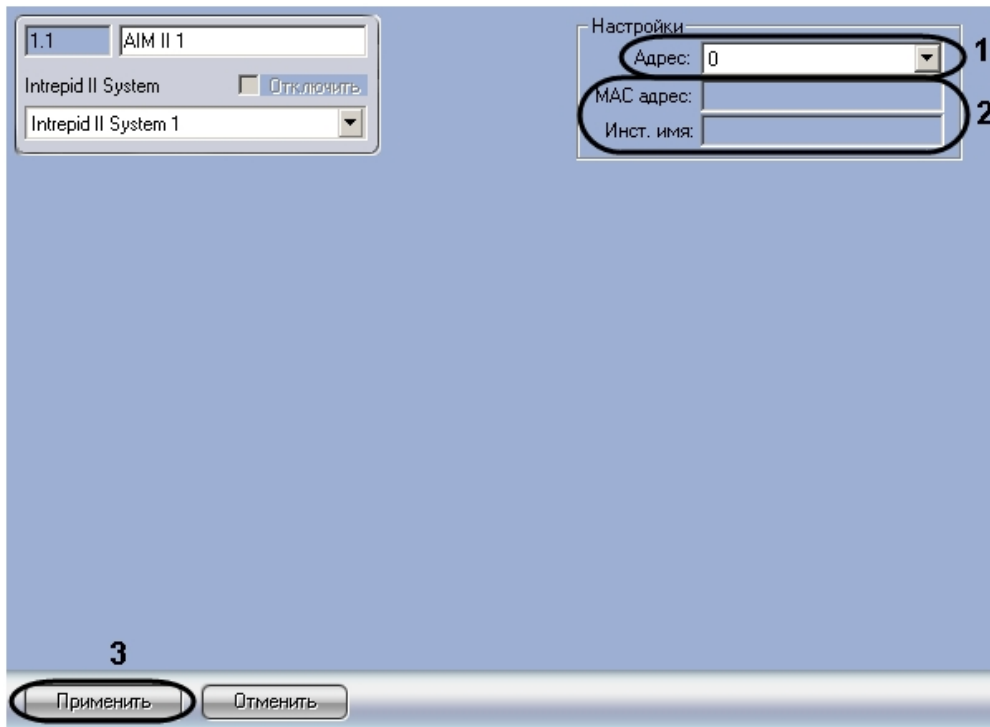 1.1 AIM II 1
Intrepid II System Отключить
Intrepid II System 1
Настройки
Адрес: 0 1
MAC адрес:
2
Инст. имя:
3
Применить Отменить